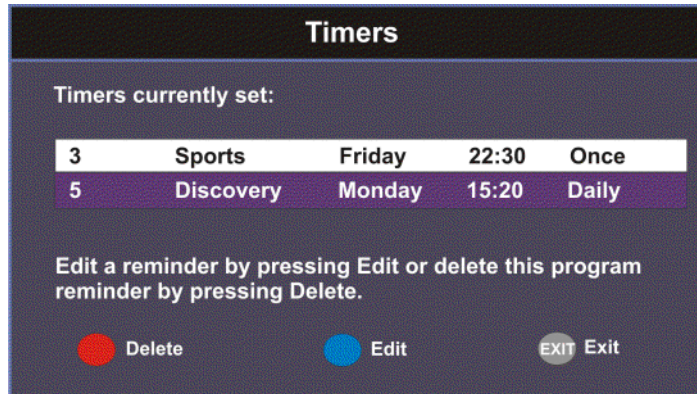 Timers
Timers currently set:
3 Sports Friday 22:30 Once
5 Discovery Monday 15:20 Daily
Edit a reminder by pressing Edit or delete this program
reminder by pressing Delete.
Delete Edit EXIT Exit